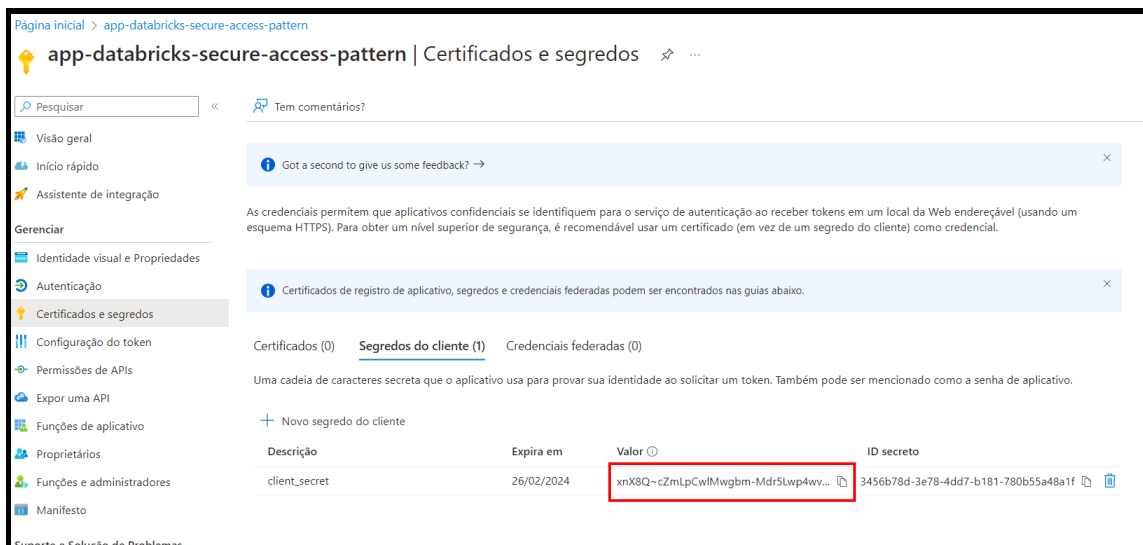 Página inicial > app-databricks-secure-access-pattern
app-databricks-secure-access-pattern | Certificados e segredos
Pesquisar
Tem comentários?
Visão geral
Início rápido
Assistente de integração
Gerenciar
Identidade visual e Propriedades
Autenticação
Certificados e segredos
Configuração do token
Permissões de APIs
Expor uma API
Funções de aplicativo
Proprietários
Funções e administradores
Manifesto
Suporte e Solução de Problemas
Got a second to give us some feedback? →
As credenciais permitem que aplicativos confidenciais se identifiquem para o serviço de autenticação ao receber tokens em um local da Web endereçável (usando um
esquema HTTPS). Para obter um nível superior de segurança, é recomendável usar um certificado (em vez de um segredo do cliente) como credencial.
Certificados de registro de aplicativo, segredos e credenciais federadas podem ser encontrados nas guias abaixo.
Certificados (0) Segredos do cliente (1) Credenciais federadas (0)
Uma cadeia de caracteres secreta que o aplicativo usa para provar sua identidade ao solicitar um token. Também pode ser mencionado como a senha de aplicativo.
Novo segredo do cliente
Descrição Expira em Valor ID secreto
client_secret 26/02/2024 xnX8Q~cZmLpCwlMwgbm-Mdr5Lwp4wv... 3456b78d-3e78-4dd7-b181-780b55a48a1f